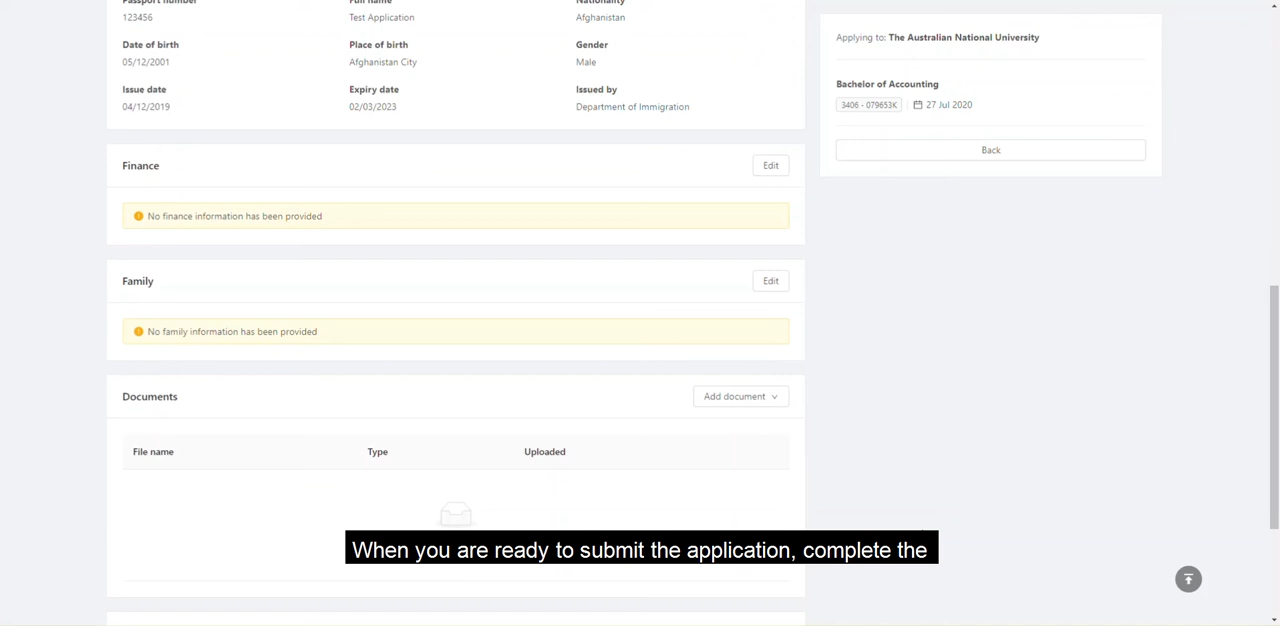 Passport number Full name Nationality
123456 Test Application Afghanistan
Date of birth Place of birth Gender
05/12/2001 Afghanistan City Male
Issue date Expiry date Issued by
04/12/2019 02/03/2023 Department of Immigration
Applying to: The Australian National University
Bachelor of Accounting
3406 - 079653K 27 Jul 2020
Back
Finance Edit
No finance information has been provided
Family Edit
No family information has been provided
Documents Add document
File name Type Uploaded
When you are ready to submit the application, complete the